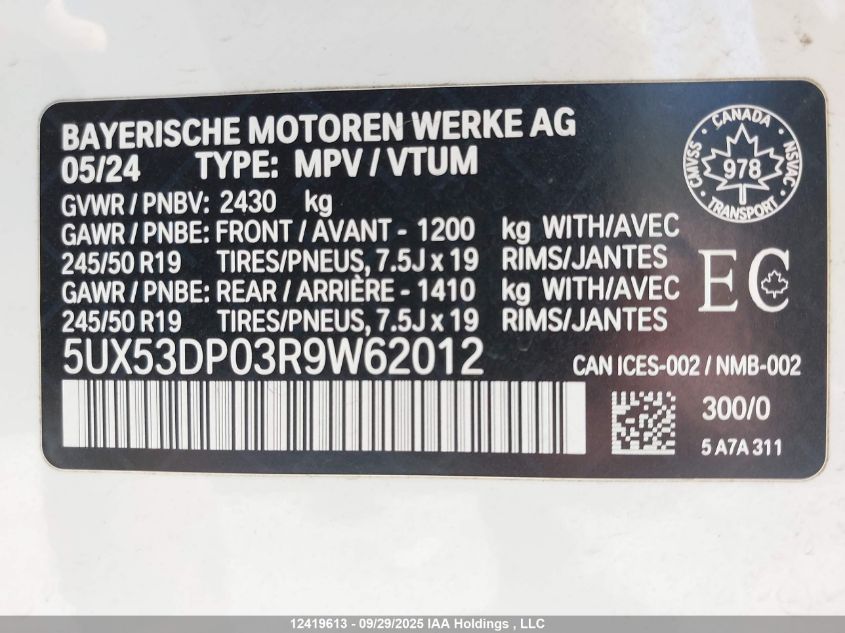 BAYERISCHE MOTOREN WERKE AG
05/24 TYPE: MPV / VTUM
GVWR / PNBV: 2430 kg
GAWR / PNBE: FRONT / AVANT - 1200 kg WITH/AVEC
245/50 R19 TIRES/PNEUS, 7.5J x 19 RIMS/JANTES
GAWR / PNBE: REAR / ARRIÈRE - 1410 kg WITH/AVEC
245/50 R19 TIRES/PNEUS, 7.5J x 19 RIMS/JANTES
5UX53DP03R9W62012
CANADA
CMVSS
NSVAC
978
TRANSPORT
EC
CAN ICES-002 / NMB-002
300/0
5 A7A 311
12419613 - 09/29/2025 IAA Holdings , LLC